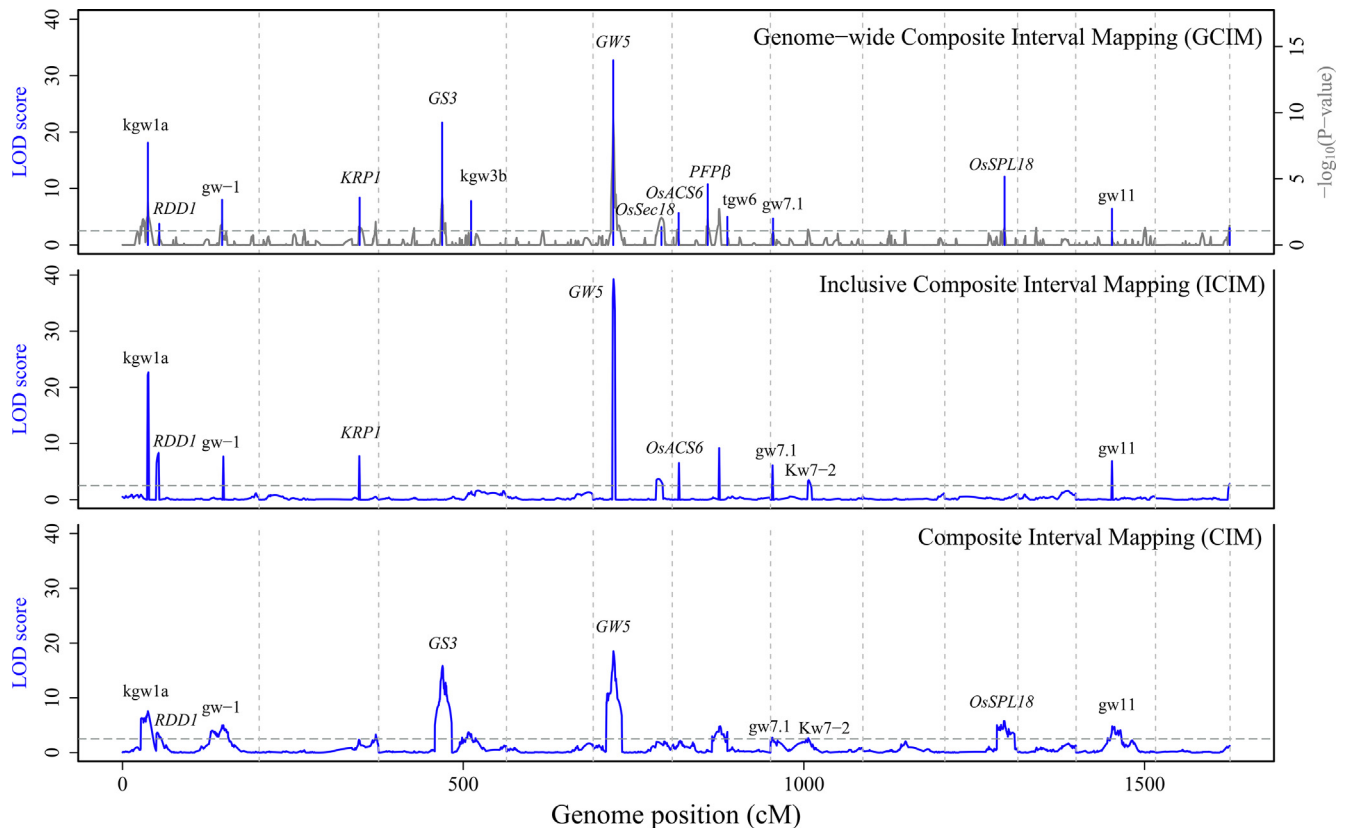 Genome−wide Composite Interval Mapping (GCIM)
LOD score
−log10(P−value)
0 10 20 30 40
0 5 10 15
kgw1a
RDD1
gw−1
KRP1
GS3
kgw3b
GW5
OsSec18
OsACS6
PFPβ
tgw6
gw7.1
OsSPL18
gw11
Inclusive Composite Interval Mapping (ICIM)
LOD score
0 10 20 30 40
kgw1a
RDD1
gw−1
KRP1
GW5
OsACS6
gw7.1
Kw7−2
gw11
Composite Interval Mapping (CIM)
LOD score
0 10 20 30 40
kgw1a
RDD1
gw−1
GS3
GW5
gw7.1
Kw7−2
OsSPL18
gw11
0 500 1000 1500
Genome position (cM)